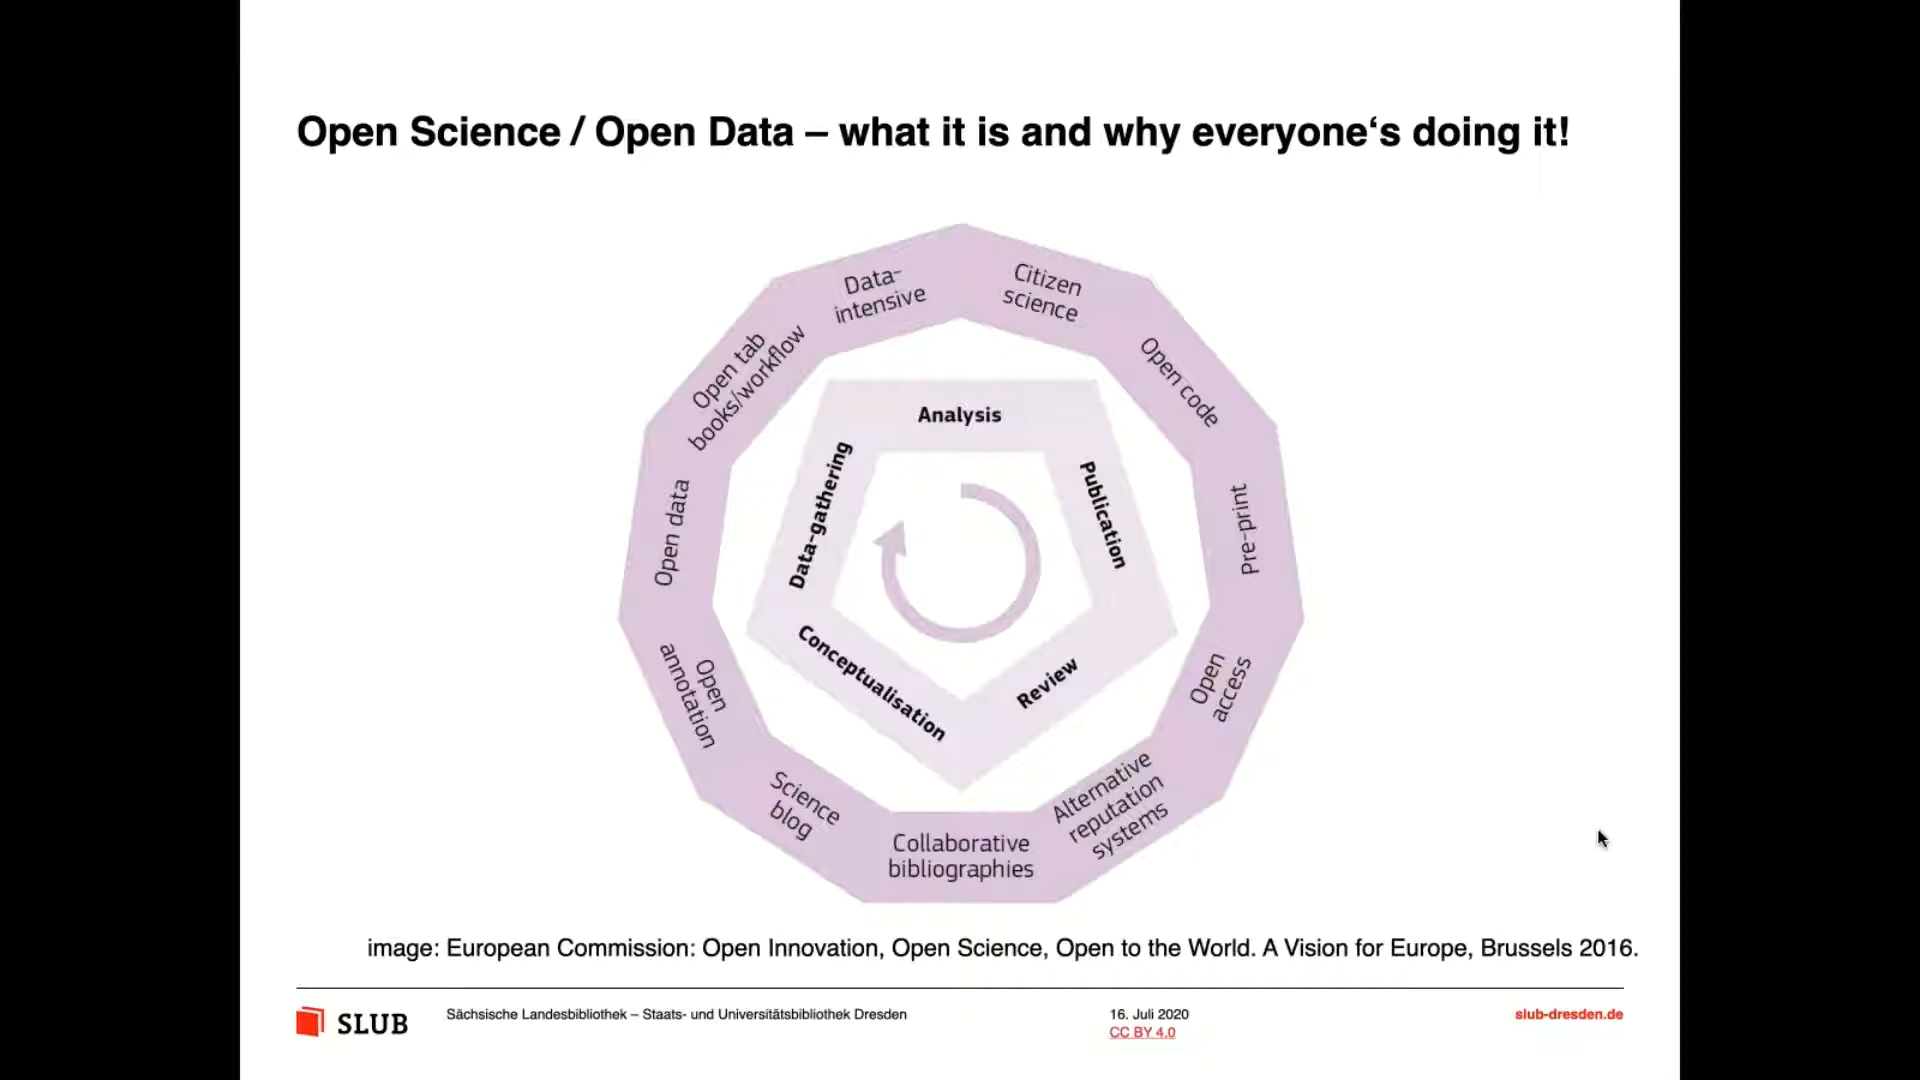 Open Science / Open Data – what it is and why everyone‘s doing it!
Data-
intensive
Citizen
science
Open tab
books/workflow
Open code
Analysis
Data-gathering
Publication
Open data
Pre-print
Conceptualisation
Review
Open
annotation
Open
access
Science
blog
Alternative
reputation
systems
Collaborative
bibliographies
image: European Commission: Open Innovation, Open Science, Open to the World. A Vision for Europe, Brussels 2016.
SLUB
Sächsische Landesbibliothek – Staats- und Universitätsbibliothek Dresden
16. Juli 2020
CC BY 4.0
slub-dresden.de